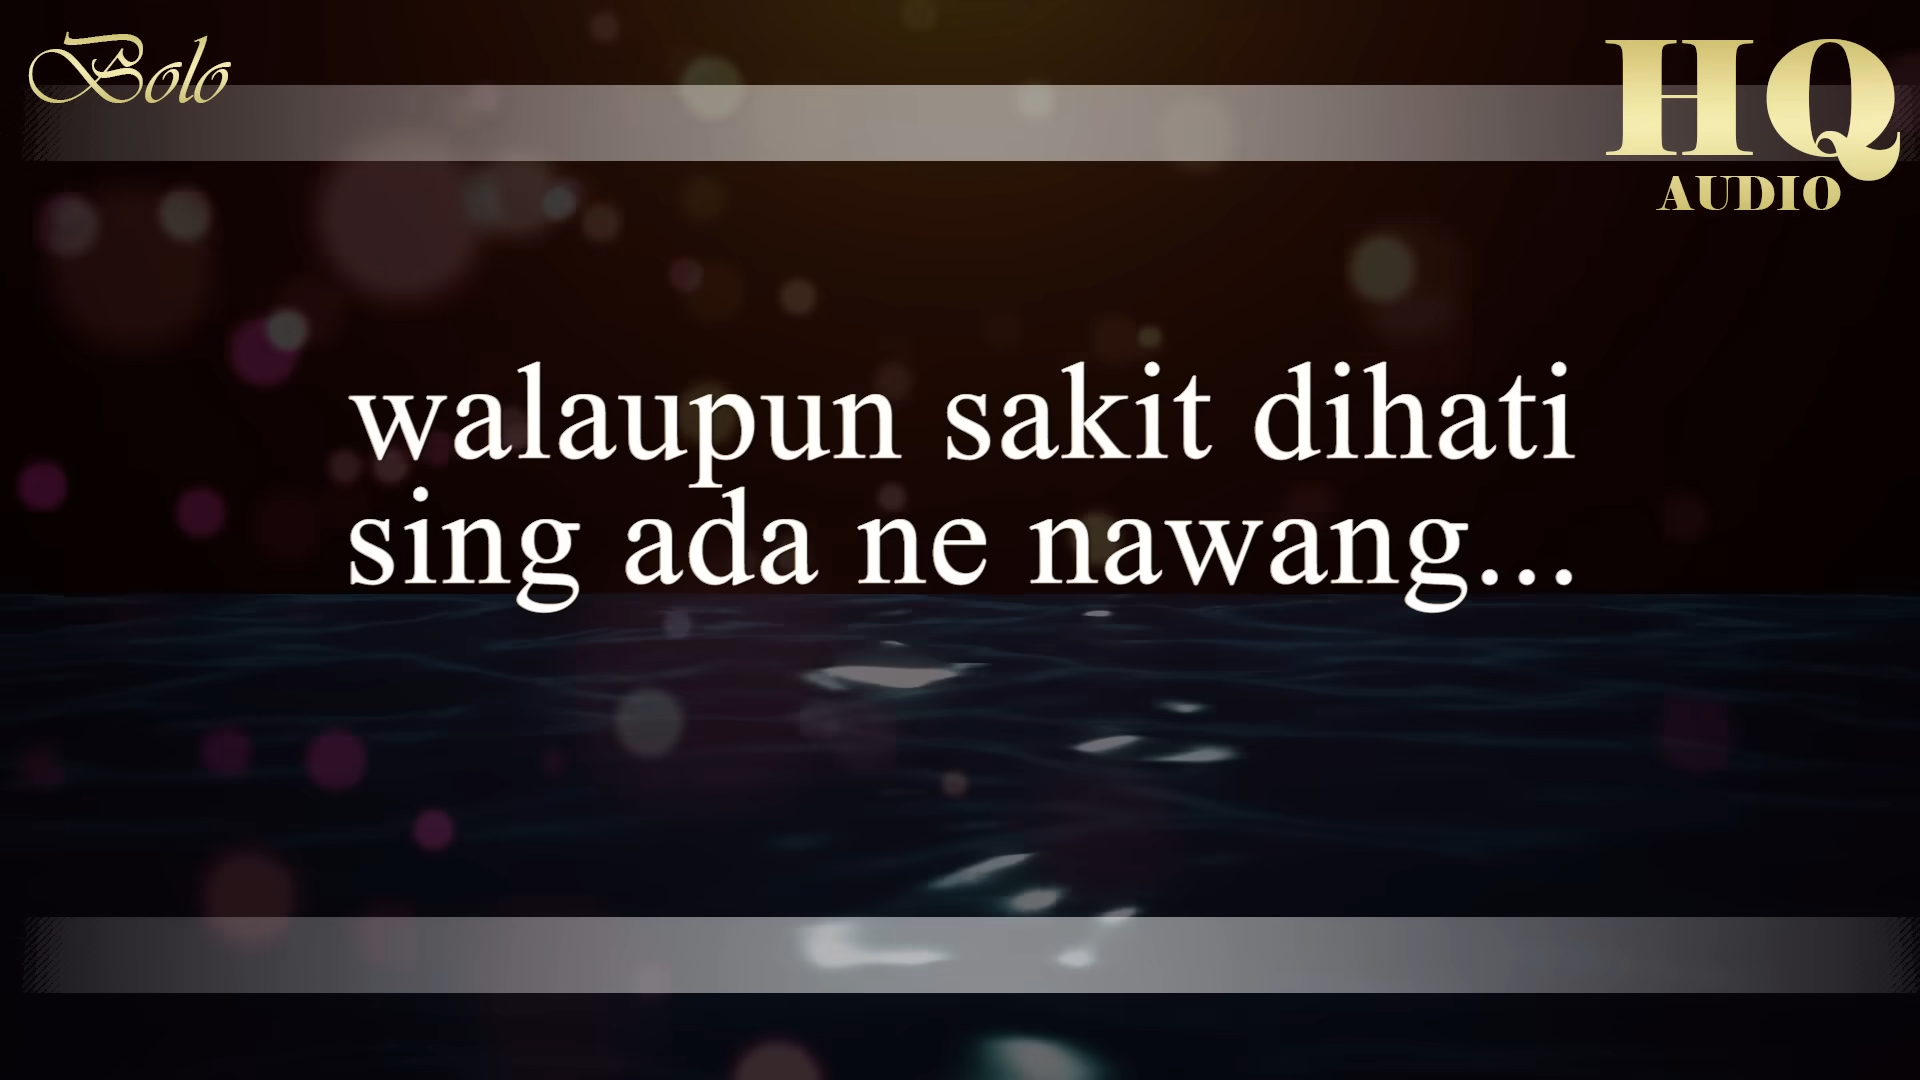 Bolo
HQ
AUDIO
walaupun sakit dihati
sing ada ne nawang...